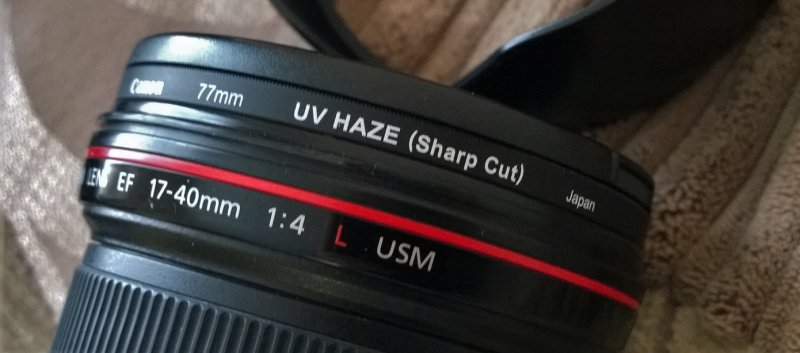 Canon 77mm UV HAZE (Sharp Cut) Japan
LENS EF 17-40mm 1:4 L USM